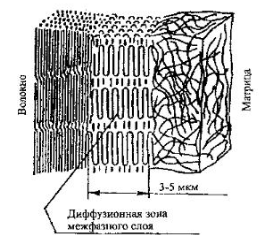 Волокно
Матрица
3–5 мкм
Диффузионная зона
межфазного слоя